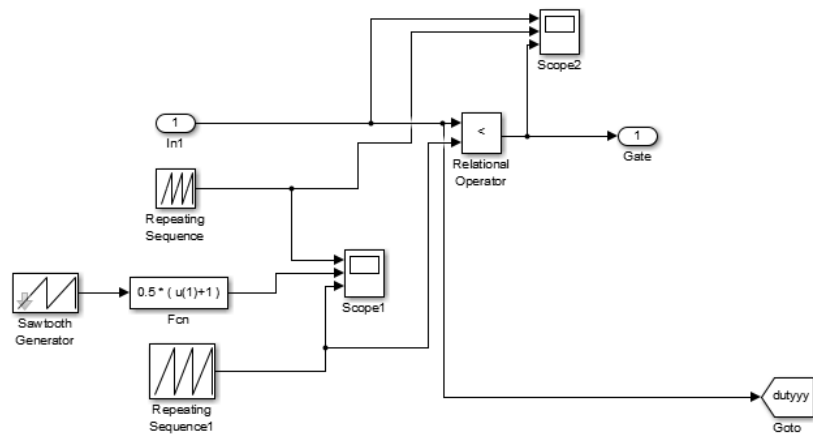 Scope2
1
In1
<
Relational
Operator
1
Gate
Repeating
Sequence
Scope1
0.5 * ( u(1)+1 )
Fcn
Sawtooth
Generator
Repeating
Sequence1
dutyyy
Goto